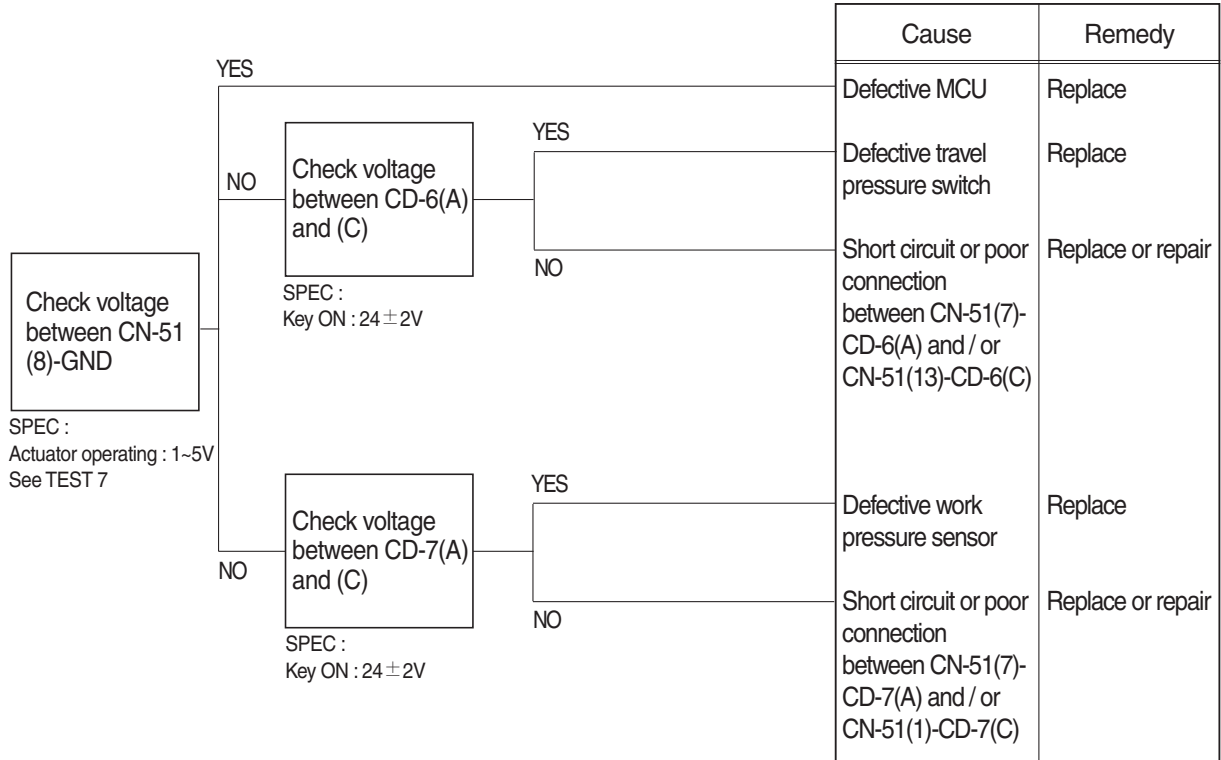 Cause
Remedy
YES
Defective MCU
Replace
Check voltage
between CD-6(A)
and (C)
NO
SPEC :
Key ON : 24±2V
YES
Defective travel
pressure switch
Replace
NO
Short circuit or poor
connection
between CN-51(7)-
CD-6(A) and / or
CN-51(13)-CD-6(C)
Replace or repair
Check voltage
between CN-51
(8)-GND
SPEC :
Actuator operating : 1~5V
See TEST 7
NO
Check voltage
between CD-7(A)
and (C)
SPEC :
Key ON : 24±2V
YES
Defective work
pressure sensor
Replace
NO
Short circuit or poor
connection
between CN-51(7)-
CD-7(A) and / or
CN-51(1)-CD-7(C)
Replace or repair